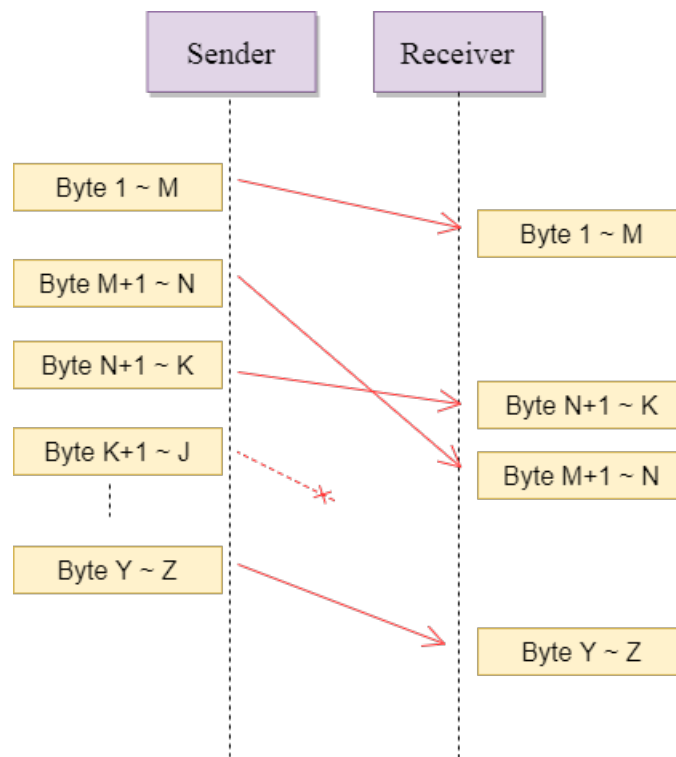 Sender
Receiver
Byte 1 ~ M
Byte 1 ~ M
Byte M+1 ~ N
Byte N+1 ~ K
Byte N+1 ~ K
Byte K+1 ~ J
Byte M+1 ~ N
Byte Y ~ Z
Byte Y ~ Z